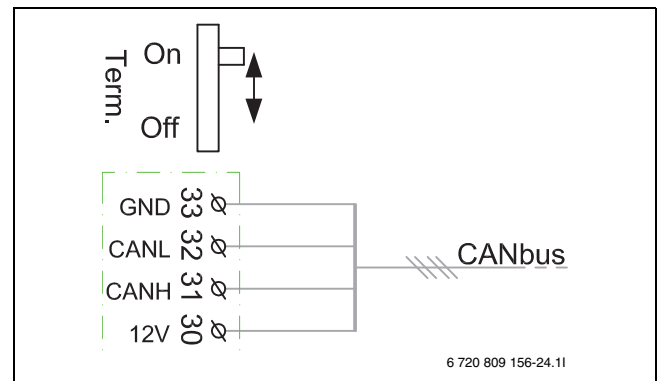 On
Term.
Off
GND 33
CANL 32
CANH 31
12V 30
CANbus
6 720 809 156-24.1I